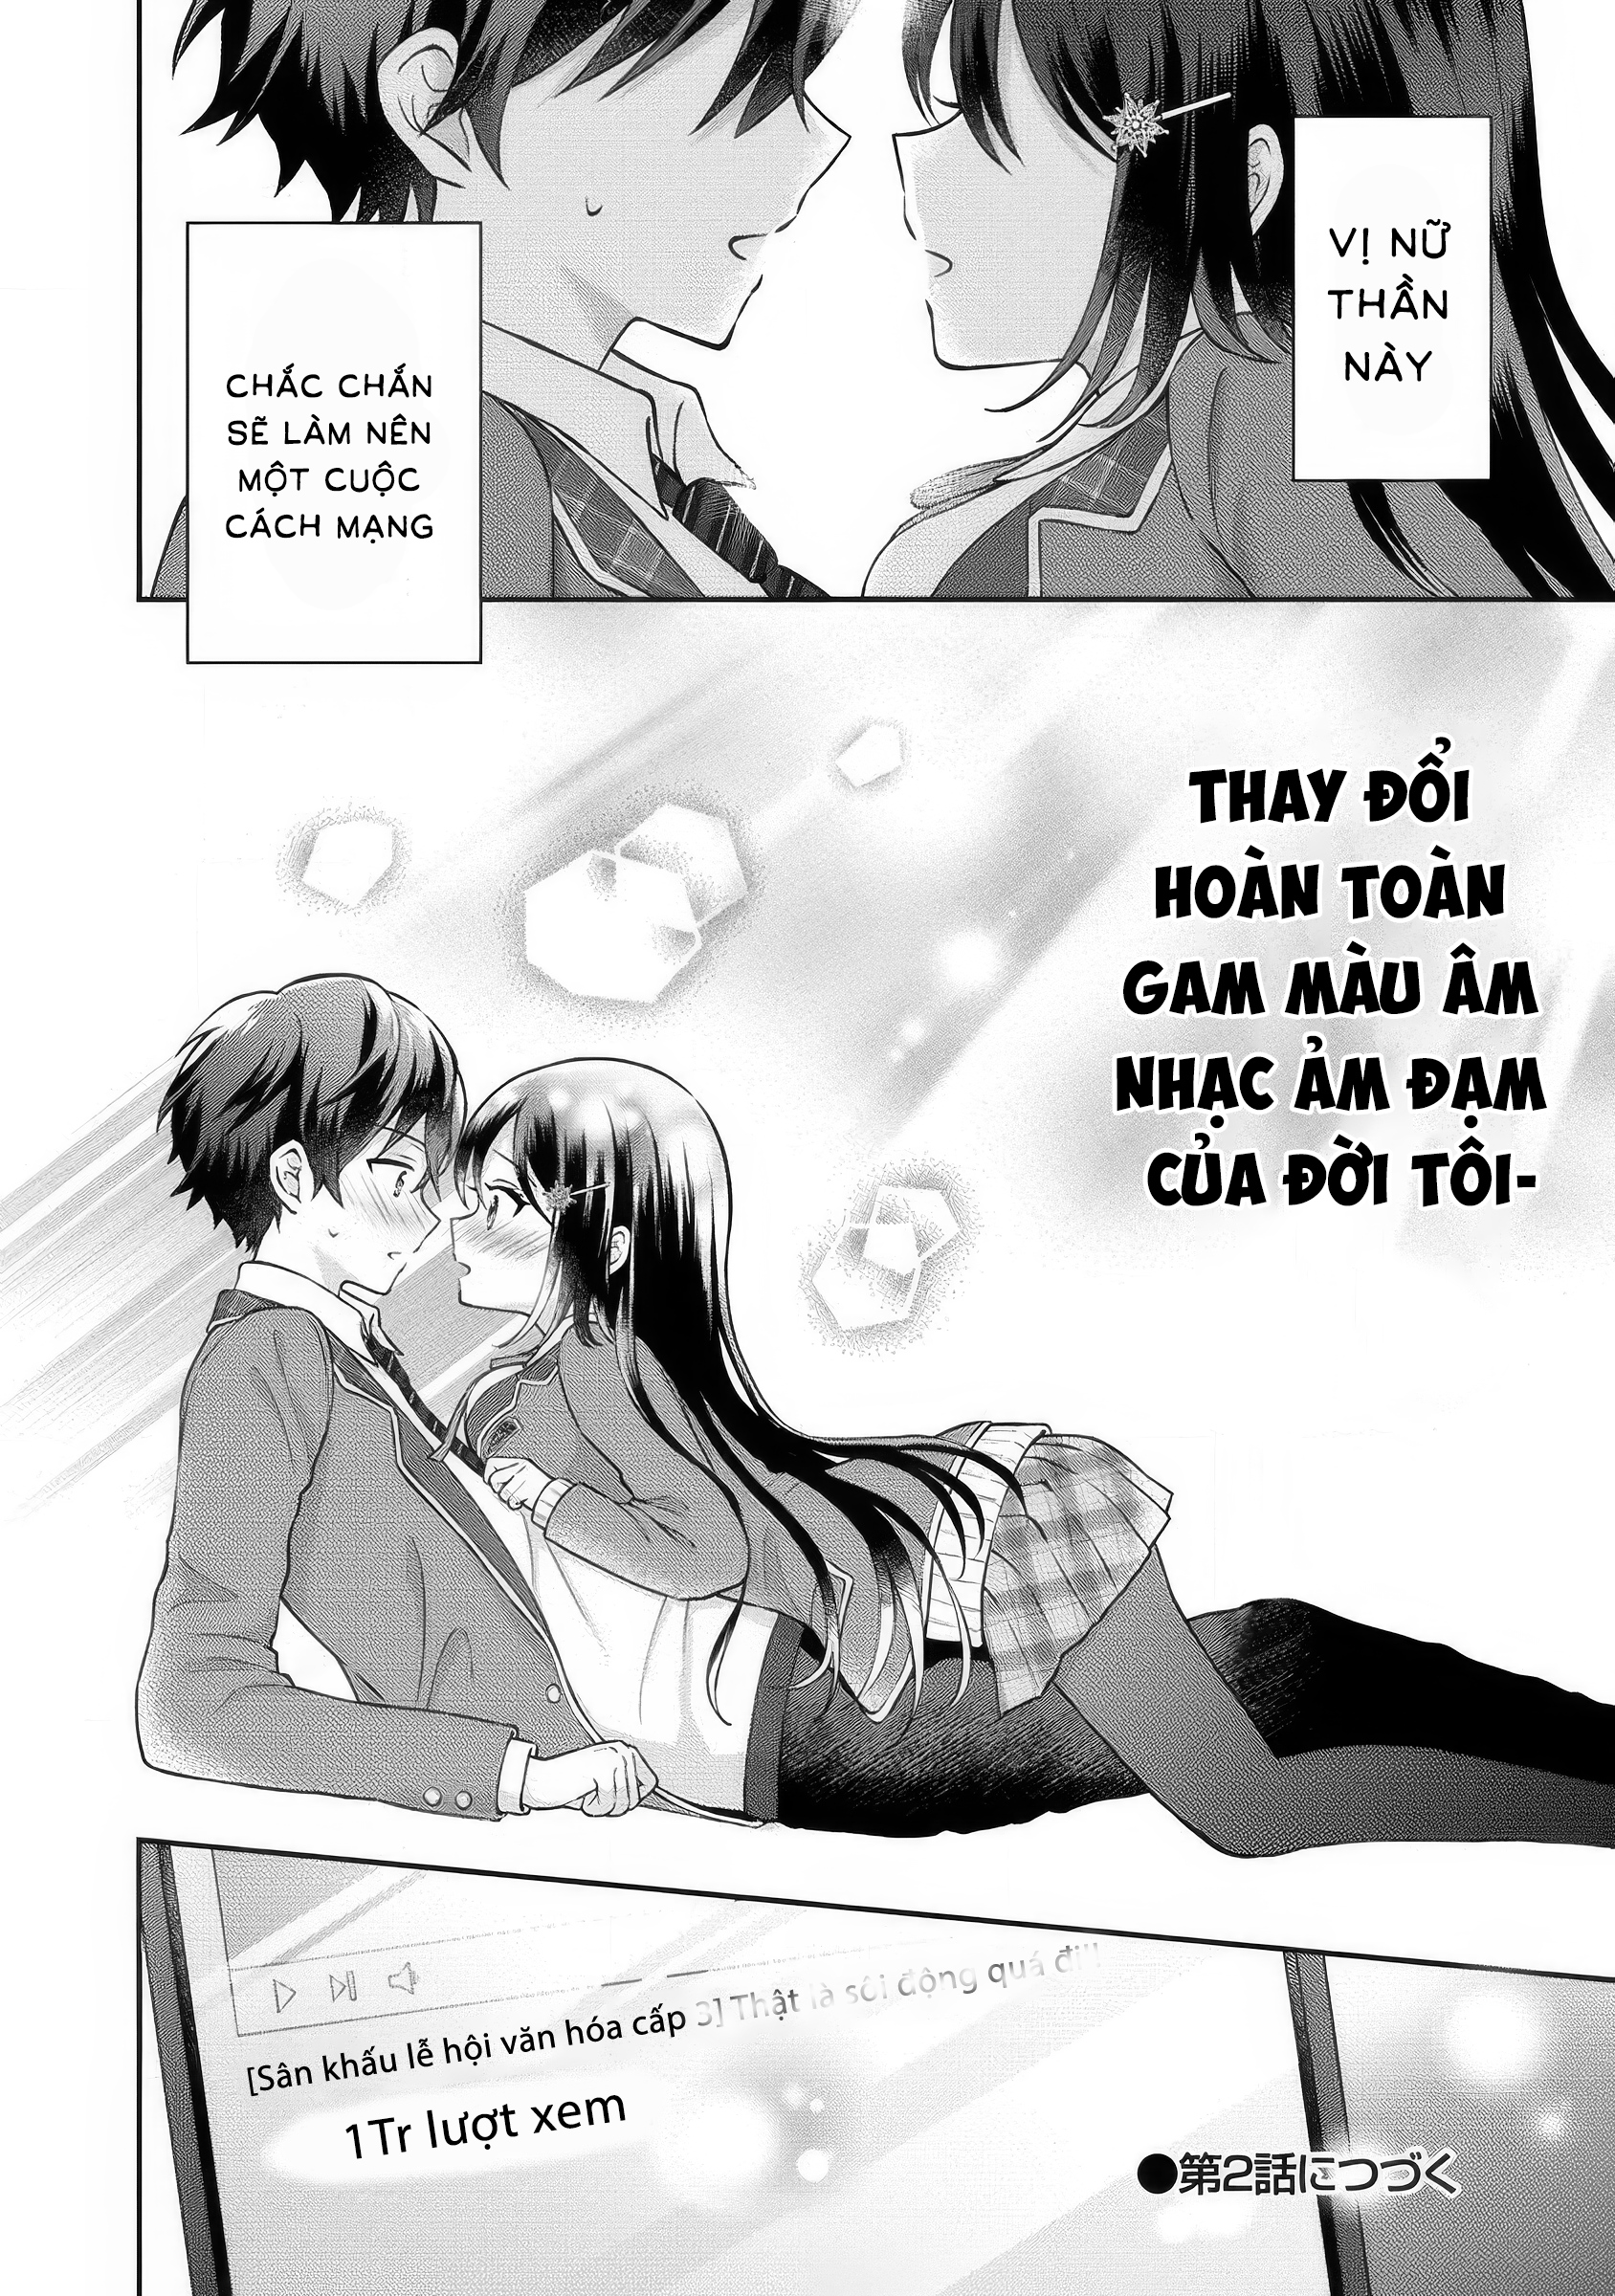 VỊ NỮ
THẦN
NÀY
CHẮC CHẮN
SẼ LÀM NÊN
MỘT CUỘC
CÁCH MẠNG
THAY ĐỔI
HOÀN TOÀN
GAM MÀU ÂM
NHẠC ẢM ĐẠM
CỦA ĐỜI TÔI-
[Sân khấu lễ hội văn hóa cấp 3] Thật là sôi động quá đi!!
1Tr lượt xem
●第2話につづく